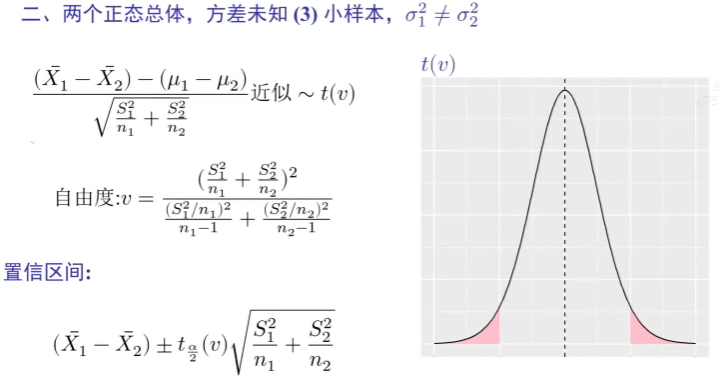 二、两个正态总体，方差未知 (3) 小样本，$\sigma_1^2 \neq \sigma_2^2$
$\frac{(\bar{X}_1 - \bar{X}_2) - (\mu_1 - \mu_2)}{\sqrt{\frac{S_1^2}{n_1} + \frac{S_2^2}{n_2}}}$近似 $\sim t(v)$
$t(v)$
自由度:$v = \frac{(\frac{S_1^2}{n_1} + \frac{S_2^2}{n_2})^2}{\frac{(S_1^2/n_1)^2}{n_1-1} + \frac{(S_2^2/n_2)^2}{n_2-1}}$
置信区间:
$(\bar{X}_1 - \bar{X}_2) \pm t_{\frac{\alpha}{2}}(v)\sqrt{\frac{S_1^2}{n_1} + \frac{S_2^2}{n_2}}$